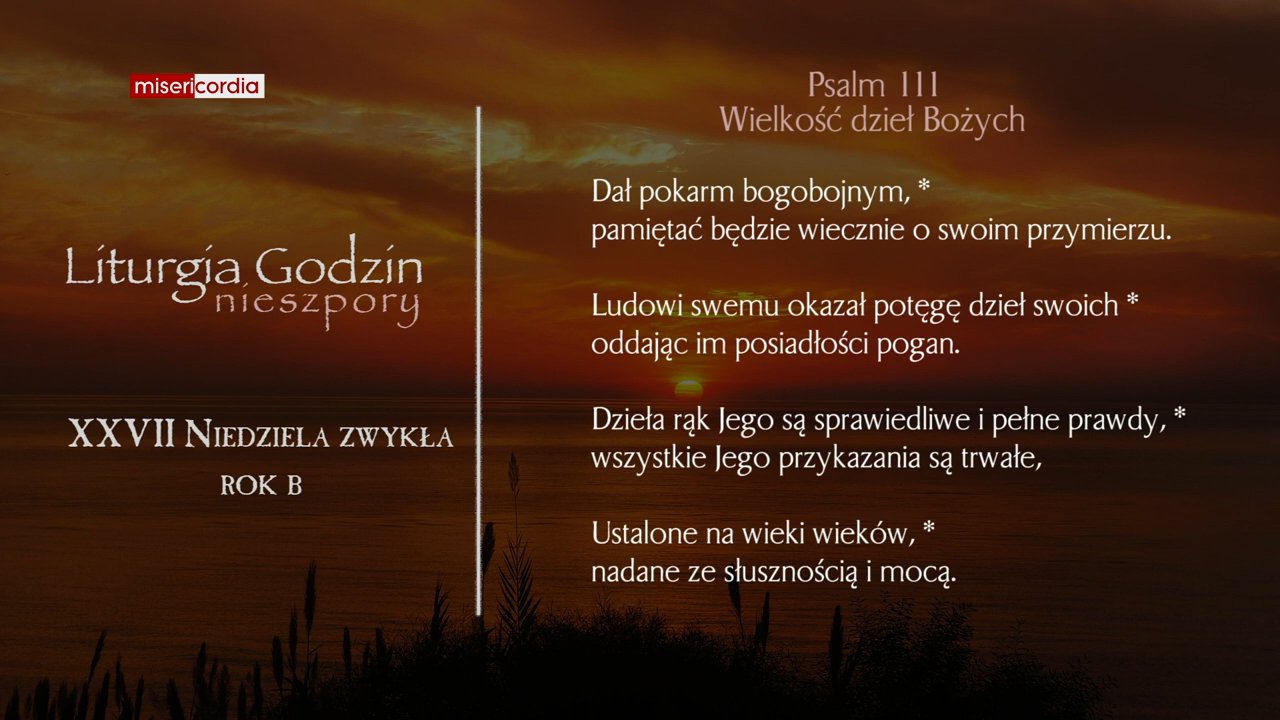 misericordia
Liturgia Godzin
nieszpory
XXVII Niedziela zwykła
rok B
Psalm 111
Wielkość dzieł Bożych
Dał pokarm bogobojnym, *
pamiętać będzie wiecznie o swoim przymierzu.
Ludowi swemu okazał potęgę dzieł swoich *
oddając im posiadłości pogan.
Dzieła rąk Jego są sprawiedliwe i pełne prawdy, *
wszystkie Jego przykazania są trwałe,
Ustalone na wieki wieków, *
nadane ze słusznością i mocą.